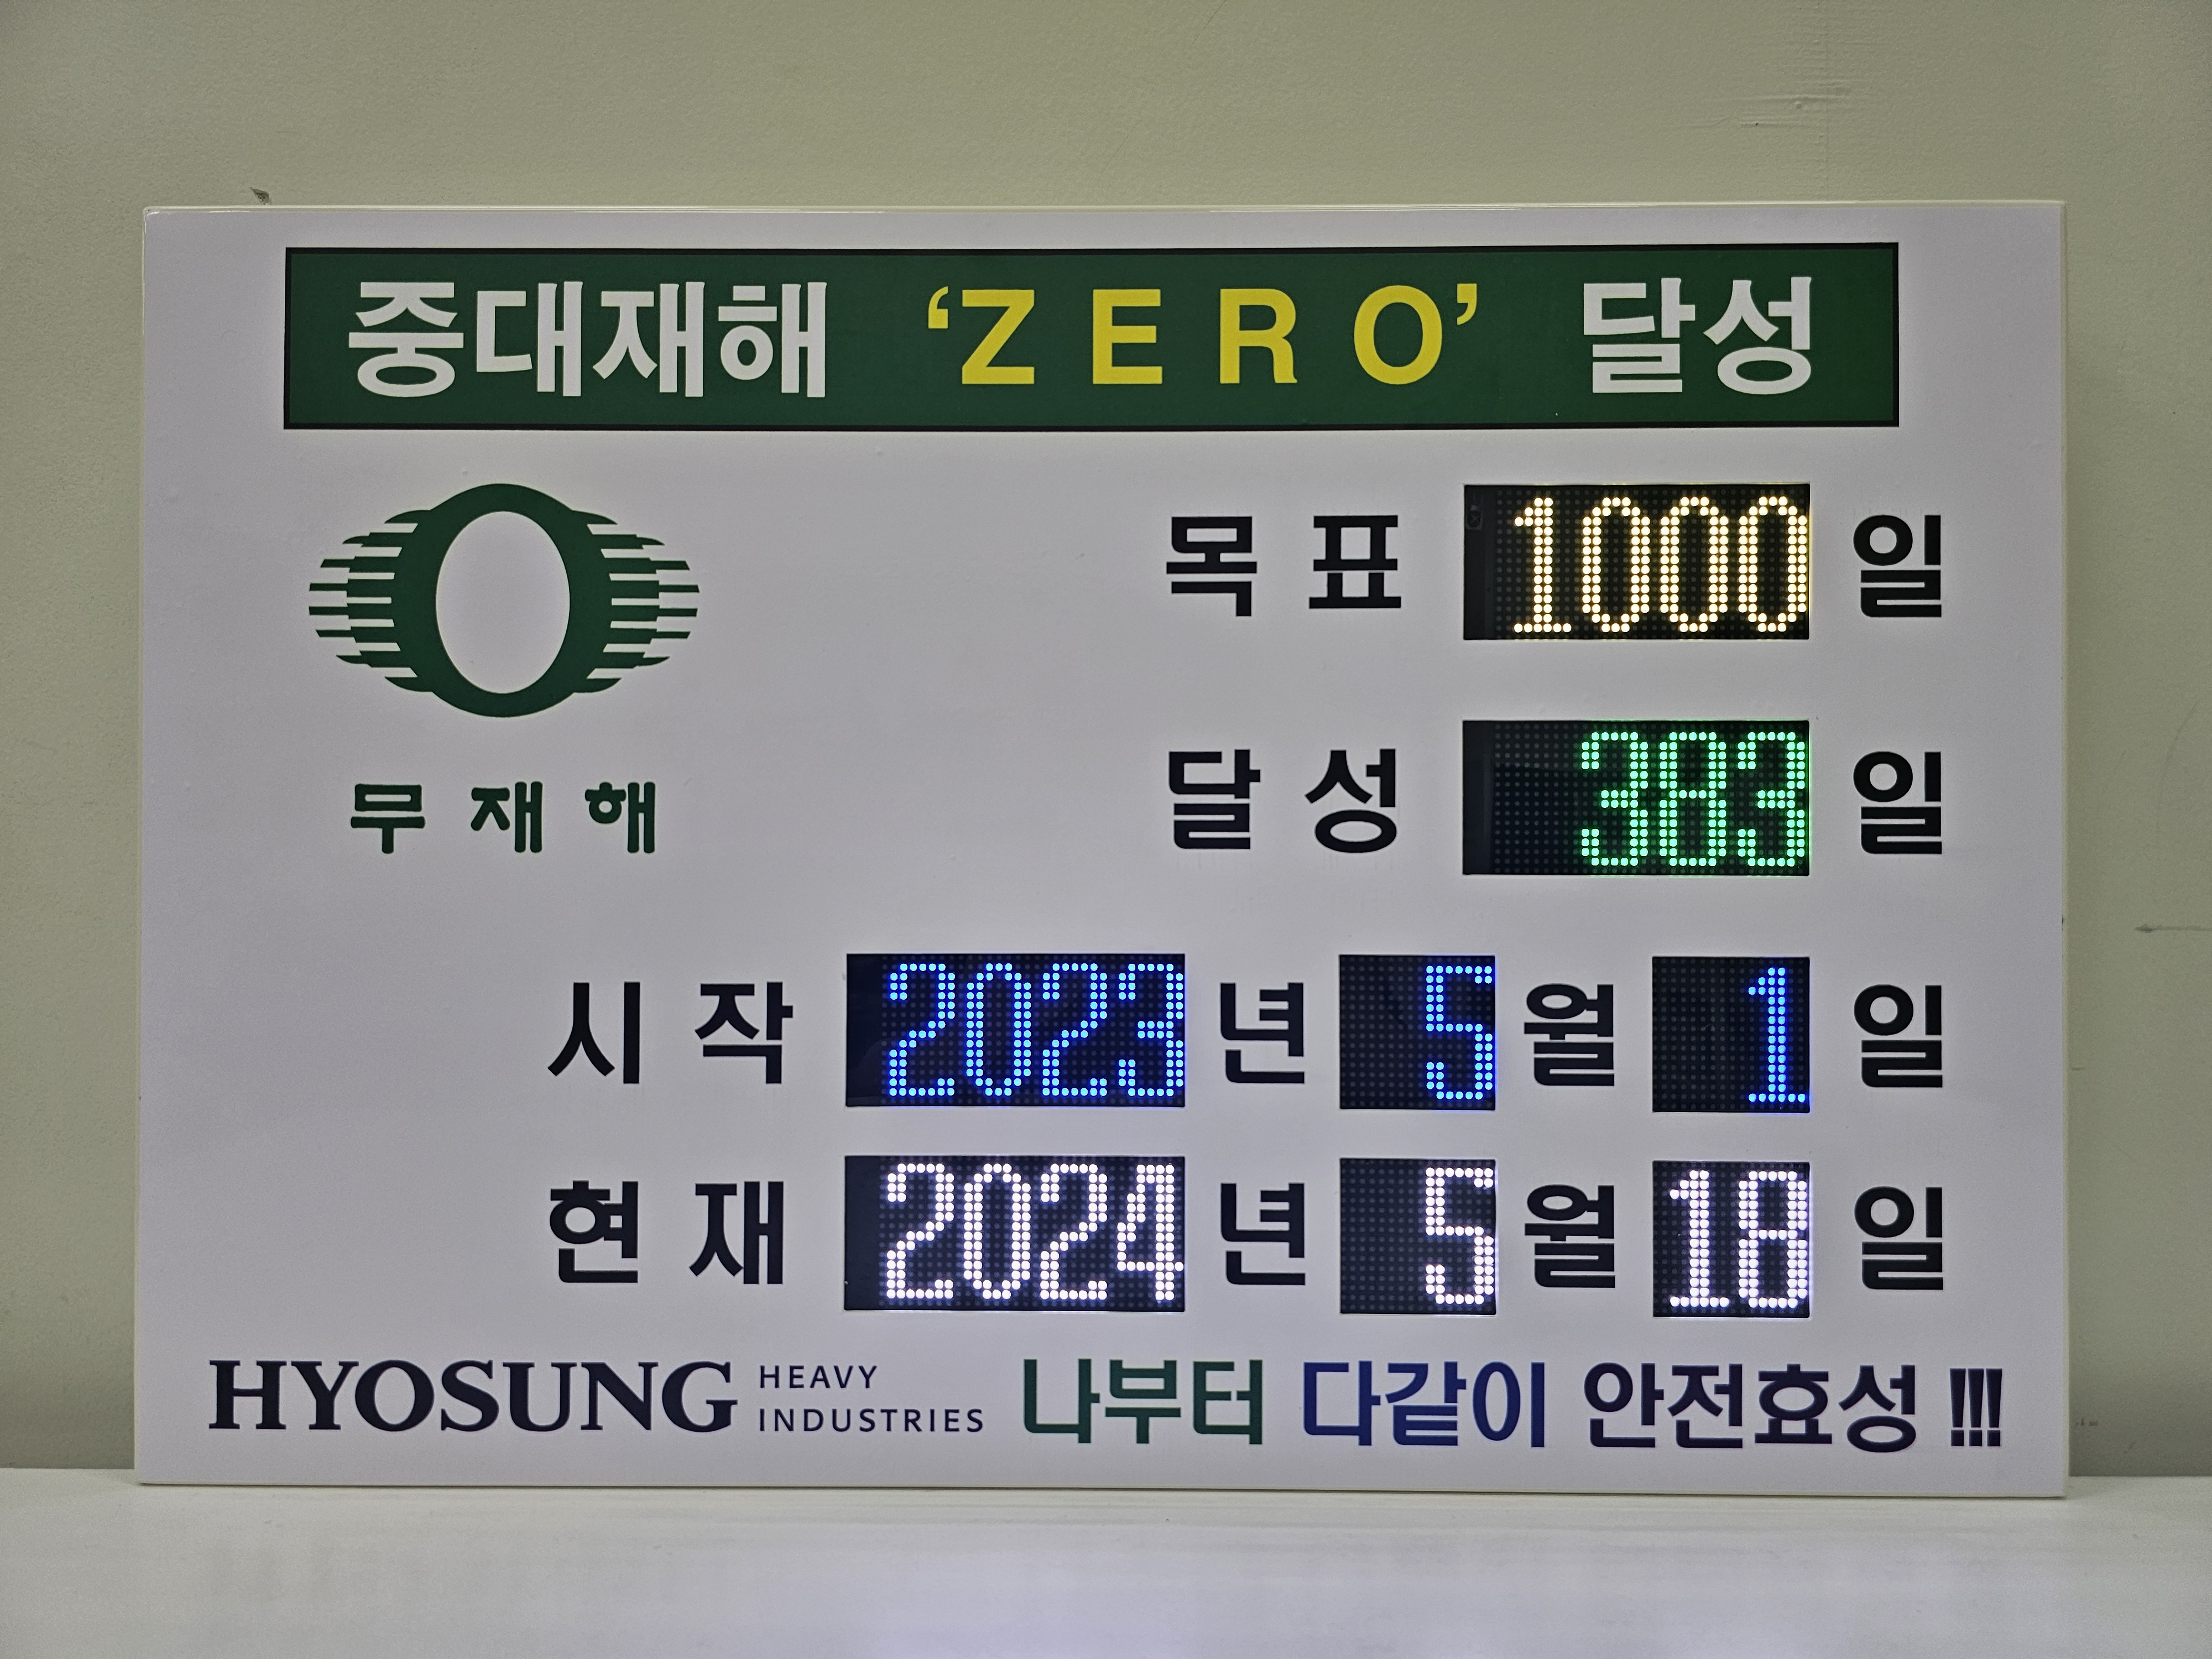 중대재해 ‘ZERO’ 달성
목표 1000 일
무재해
달성 383 일
시작 2023 년 5 월 1 일
현재 2024 년 5 월 18 일
HYOSUNG HEAVY INDUSTRIES 나부터 다같이 안전효성 !!!